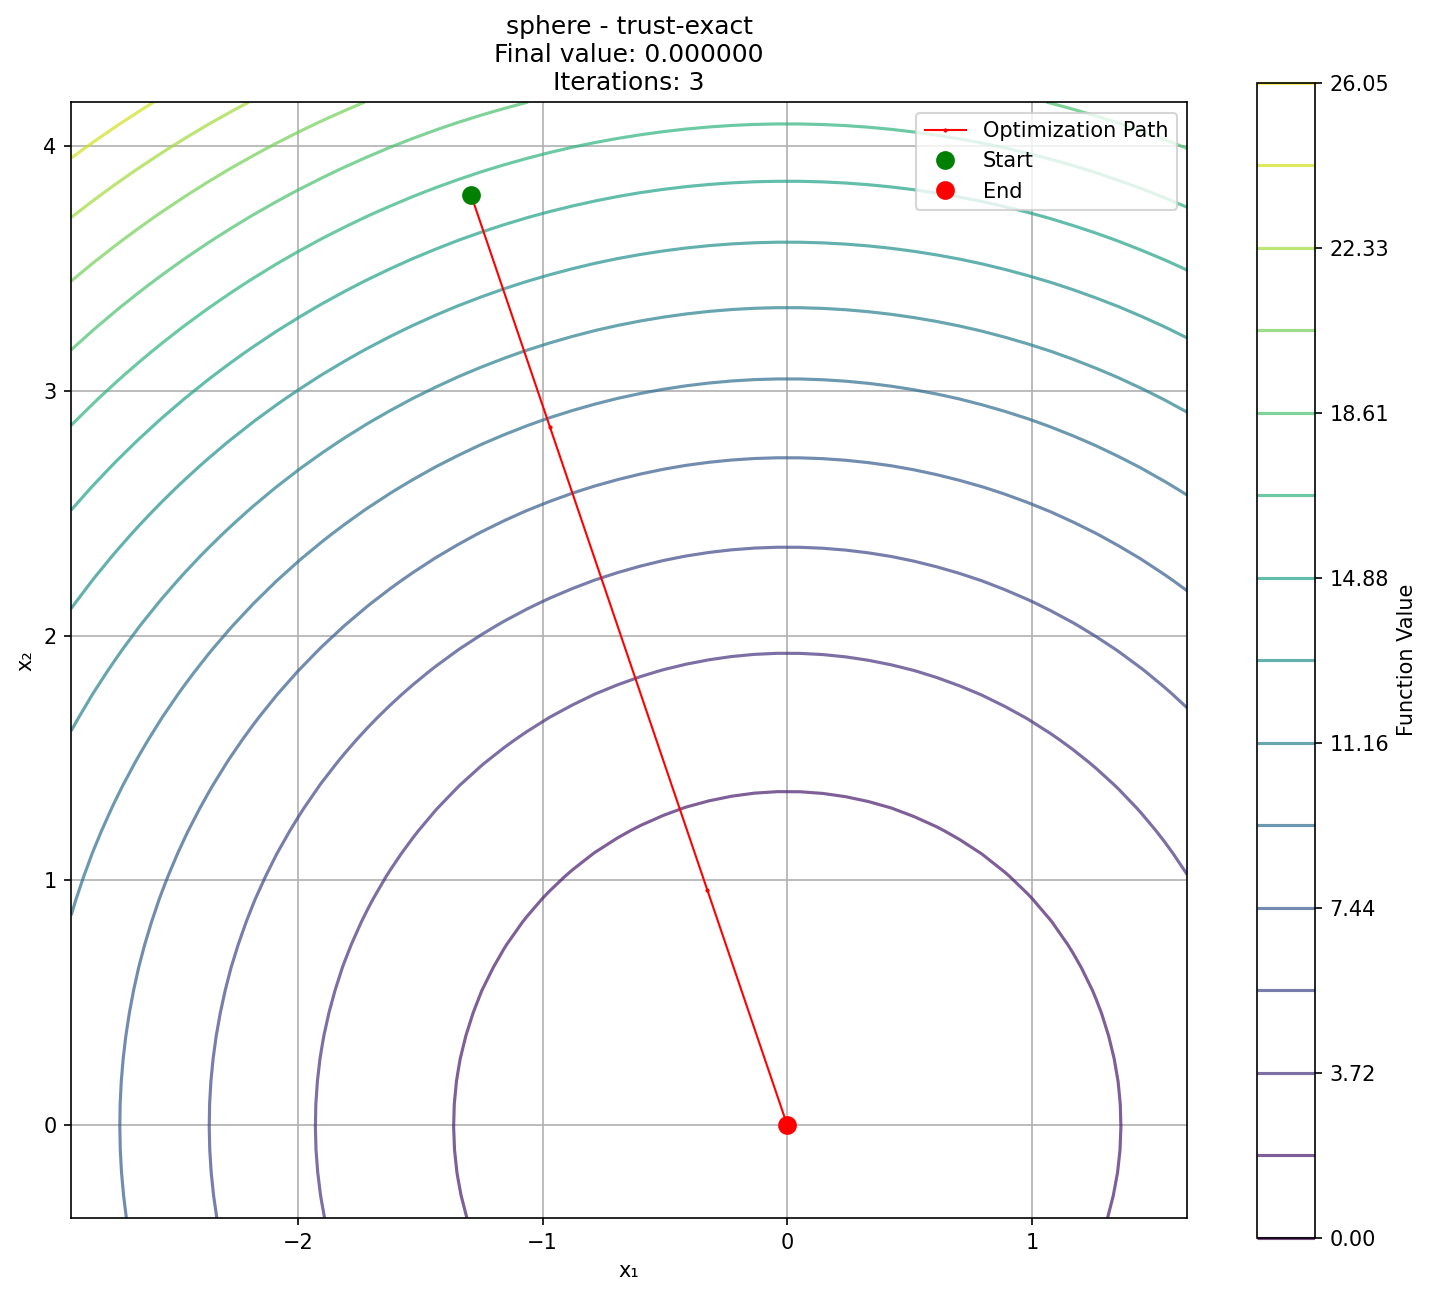 sphere - trust-exact
Final value: 0.000000
Iterations: 3
Optimization Path
Start
End
4
3
2
1
0
x₂
−2
−1
0
1
x₁
26.05
22.33
18.61
14.88
11.16
7.44
3.72
0.00
Function Value